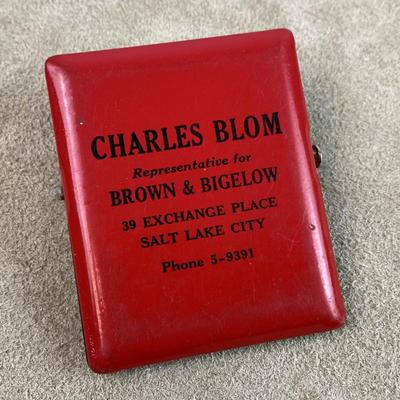 CHARLES BLOM
Representative for
BROWN & BIGELOW
39 EXCHANGE PLACE
SALT LAKE CITY
Phone 5-9391